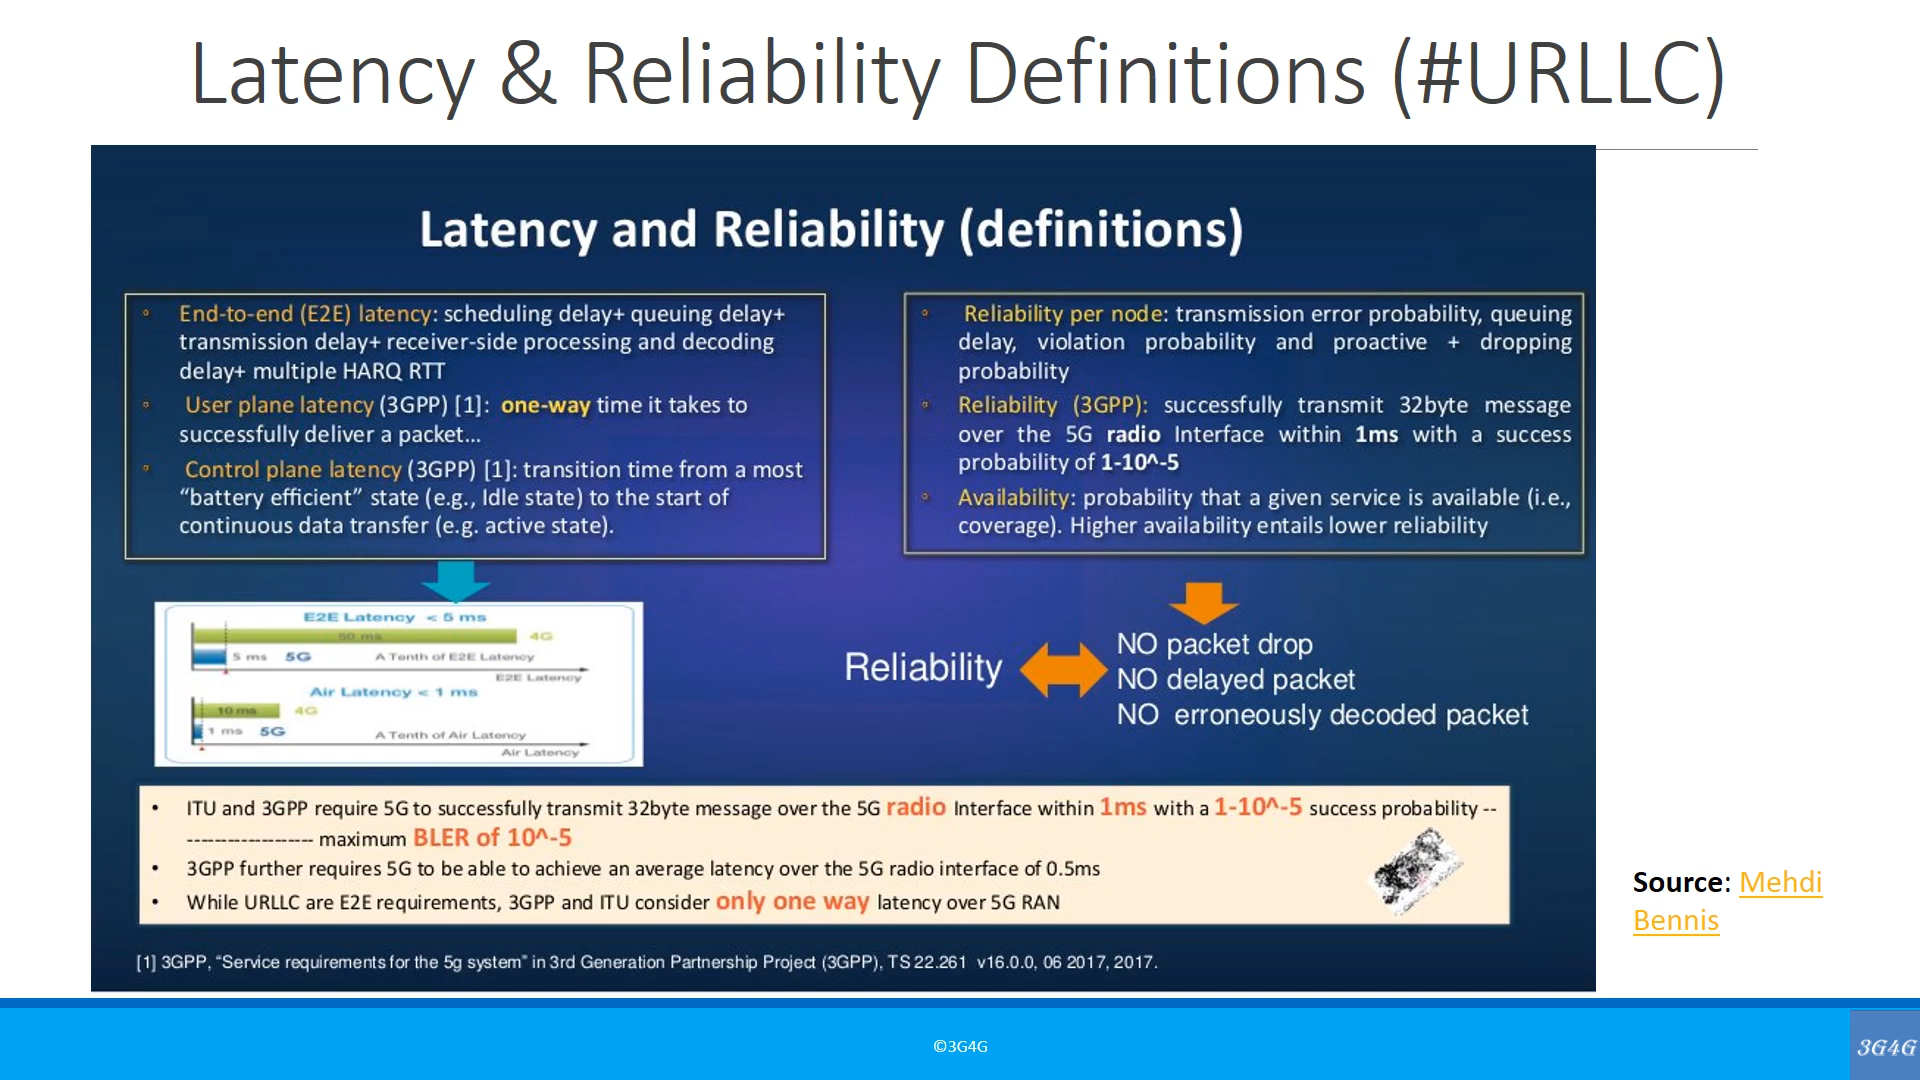 Latency & Reliability Definitions (#URLLC)
Latency and Reliability (definitions)
End-to-end (E2E) latency: scheduling delay+ queuing delay+
transmission delay+ receiver-side processing and decoding
delay+ multiple HARQ RTT
User plane latency (3GPP) [1]: one-way time it takes to
successfully deliver a packet...
Control plane latency (3GPP) [1]: transition time from a most
“battery efficient” state (e.g., Idle state) to the start of
continuous data transfer (e.g. active state).
Reliability per node: transmission error probability, queuing
delay, violation probability and proactive + dropping
probability
Reliability (3GPP): successfully transmit 32byte message
over the 5G radio Interface within 1ms with a success
probability of 1-10^-5
Availability: probability that a given service is available (i.e.,
coverage). Higher availability entails lower reliability
E2E Latency < 5 ms
50 ms 4G
5 ms 5G A Tenth of E2E Latency
E2E Latency
Air Latency < 1 ms
10 ms 4G
1 ms 5G A Tenth of Air Latency
Air Latency
Reliability
NO packet drop
NO delayed packet
NO erroneously decoded packet
• ITU and 3GPP require 5G to successfully transmit 32byte message over the 5G radio Interface within 1ms with a 1-10^-5 success probability --
------------------- maximum BLER of 10^-5
• 3GPP further requires 5G to be able to achieve an average latency over the 5G radio interface of 0.5ms
• While URLLC are E2E requirements, 3GPP and ITU consider only one way latency over 5G RAN
[1] 3GPP, “Service requirements for the 5g system” in 3rd Generation Partnership Project (3GPP), TS 22.261 v16.0.0, 06 2017, 2017.
Source: Mehdi
Bennis
©3G4G
3G4G